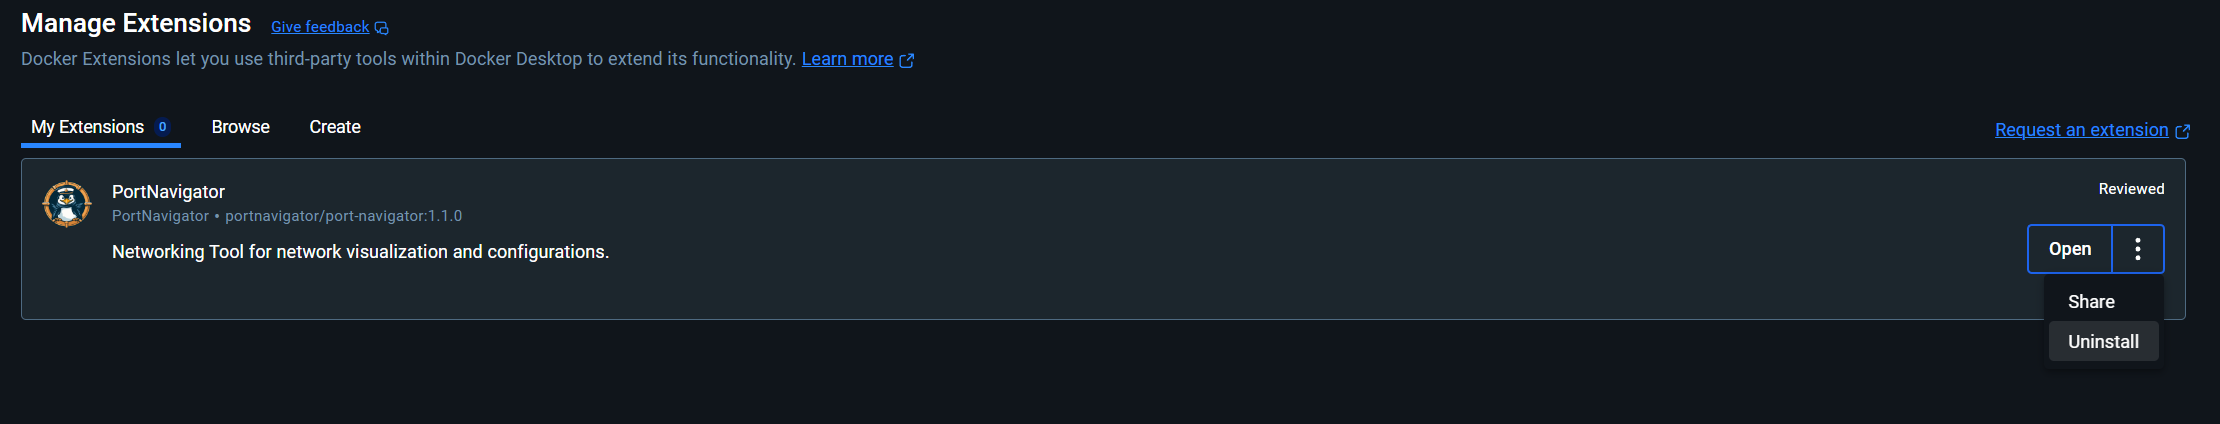 Manage Extensions Give feedback
Docker Extensions let you use third-party tools within Docker Desktop to extend its functionality. Learn more
My Extensions 0 Browse Create Request an extension
PortNavigator Reviewed
PortNavigator • portnavigator/port-navigator:1.1.0
Networking Tool for network visualization and configurations.
Open
Share
Uninstall